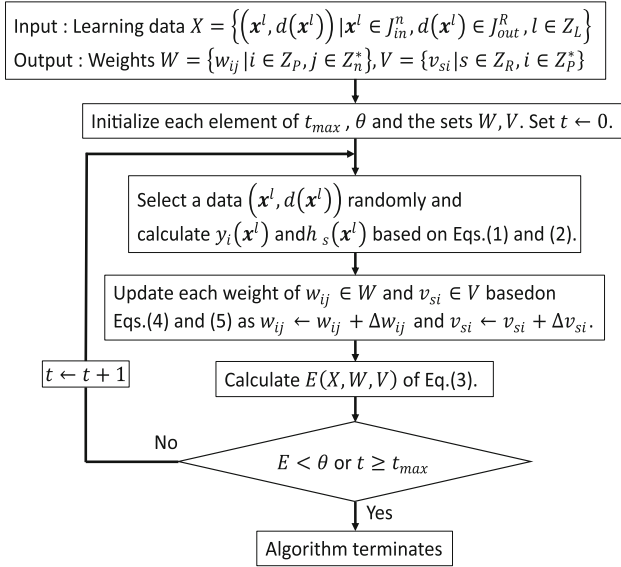 Input : Learning data X = {(x^l, d(x^l)) | x^l ∈ J_in^n, d(x^l) ∈ J_out^R, l ∈ Z_L}
Output : Weights W = {w_ij |i ∈ Z_P, j ∈ Z_n^*}, V = {v_si|s ∈ Z_R, i ∈ Z_P^*}
Initialize each element of t_max , θ and the sets W, V. Set t ← 0.
Select a data (x^l, d(x^l)) randomly and
calculate y_i(x^l) andh _s(x^l) based on Eqs.(1) and (2).
Update each weight of w_ij ∈ W and v_si ∈ V basedon
Eqs.(4) and (5) as w_ij ← w_ij + Δw_ij and v_si ← v_si + Δv_si.
t ← t + 1
Calculate E(X, W, V) of Eq.(3).
No
E < θ or t ≥ t_max
Yes
Algorithm terminates